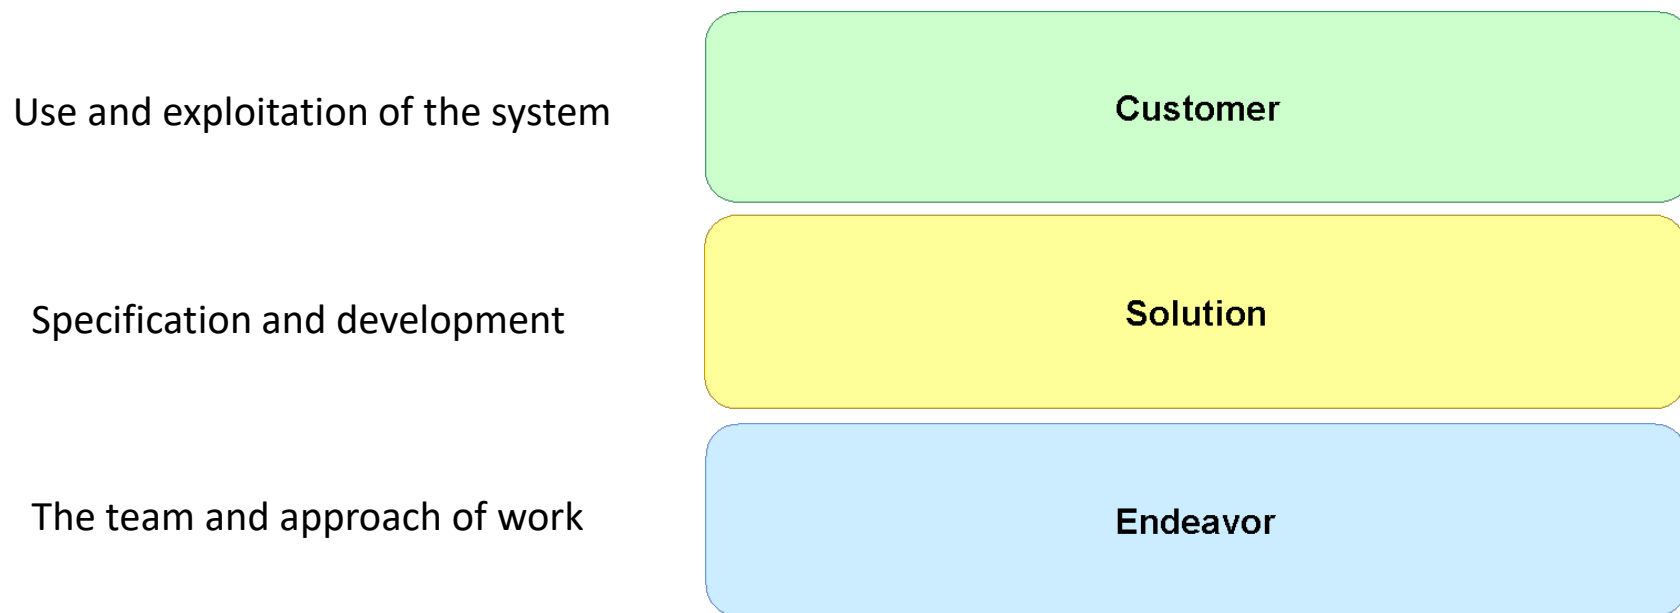 Use and exploitation of the system
Customer
Specification and development
Solution
The team and approach of work
Endeavor